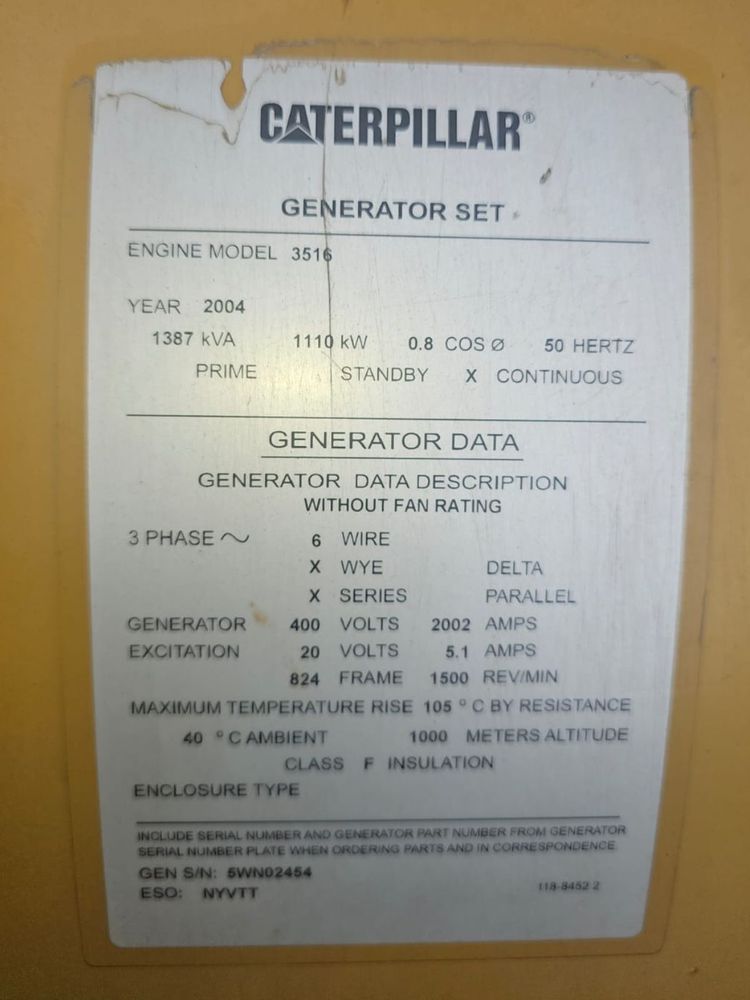 CATERPILLAR®
GENERATOR SET
ENGINE MODEL 3516
YEAR 2004
1387 kVA 1110 kW 0.8 COS Ø 50 HERTZ
PRIME STANDBY X CONTINUOUS
GENERATOR DATA
GENERATOR DATA DESCRIPTION
WITHOUT FAN RATING
3 PHASE ~ 6 WIRE
X WYE DELTA
X SERIES PARALLEL
GENERATOR 400 VOLTS 2002 AMPS
EXCITATION 20 VOLTS 5.1 AMPS
824 FRAME 1500 REV/MIN
MAXIMUM TEMPERATURE RISE 105 ° C BY RESISTANCE
40 ° C AMBIENT 1000 METERS ALTITUDE
CLASS F INSULATION
ENCLOSURE TYPE
INCLUDE SERIAL NUMBER AND GENERATOR PART NUMBER FROM GENERATOR
SERIAL NUMBER PLATE WHEN ORDERING PARTS AND IN CORRESPONDENCE
GEN S/N: 5WN02454
ESO: NYVTT
118-8452 2